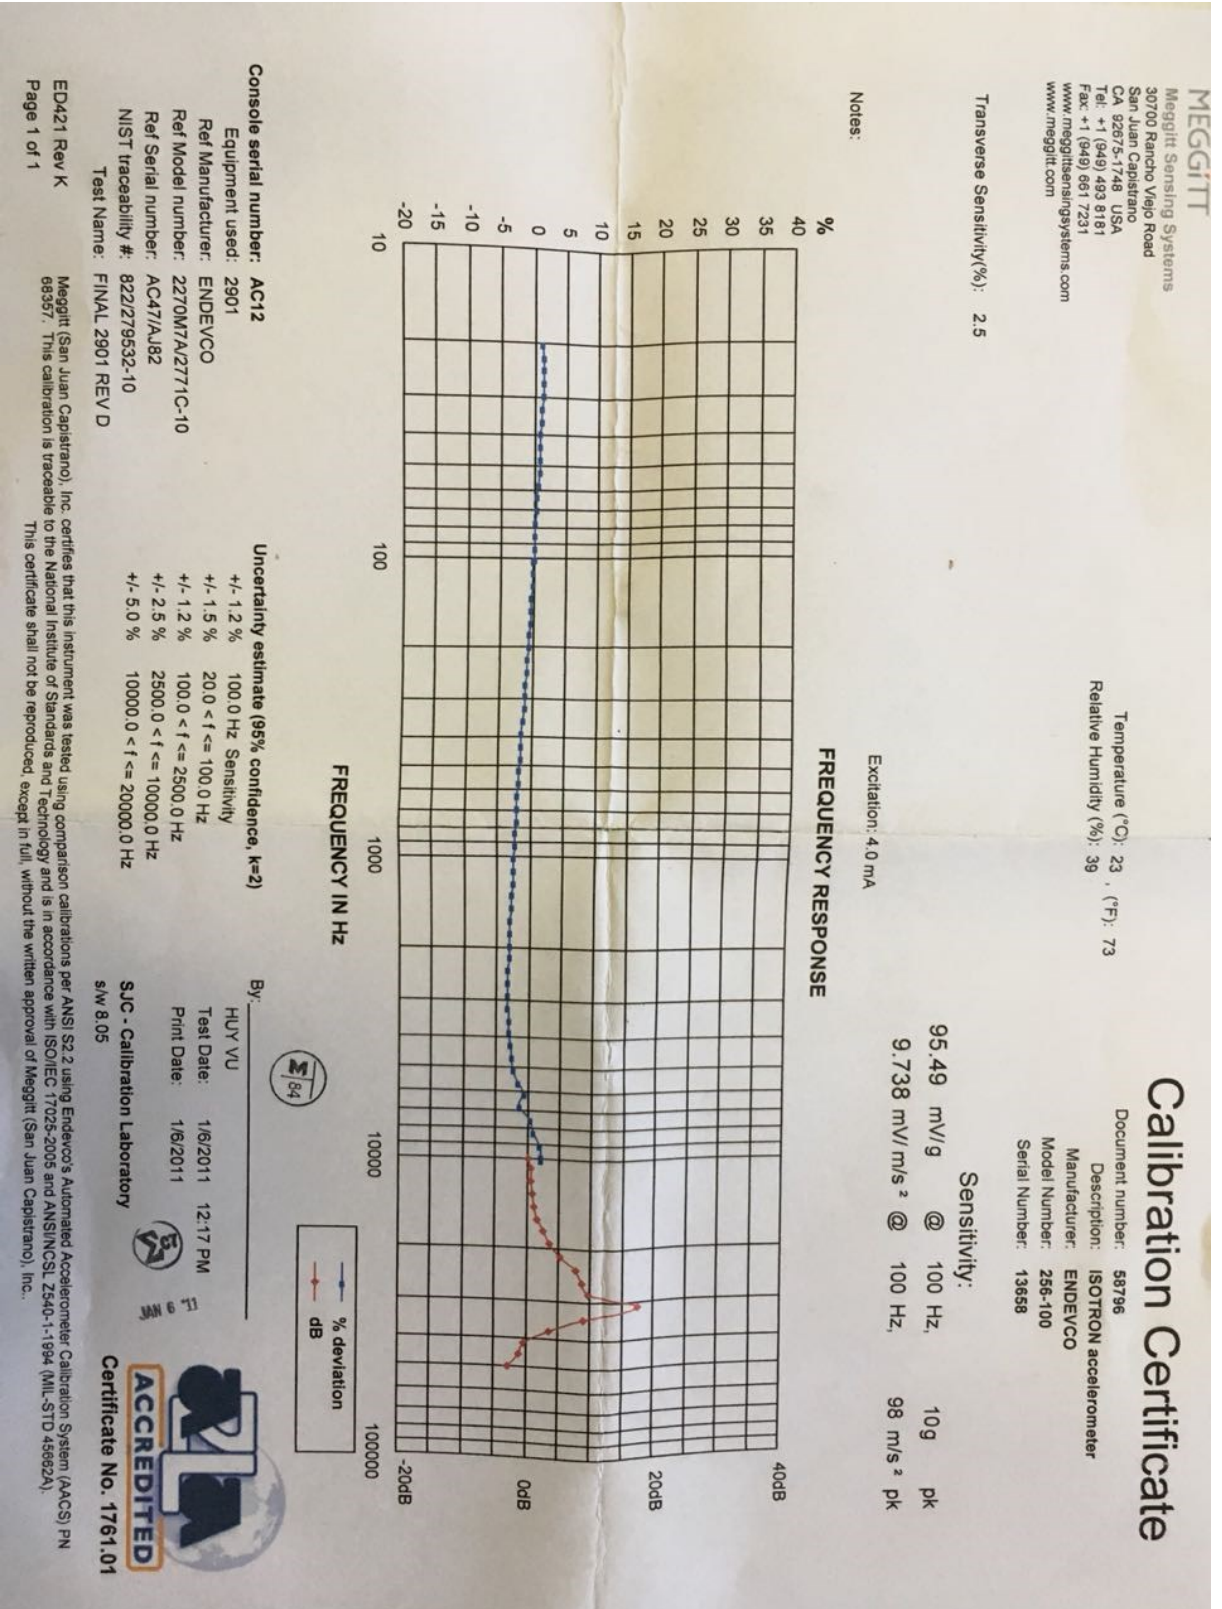 MEGGiTT
Meggitt Sensing Systems
30700 Rancho Viejo Road
San Juan Capistrano
CA 92675-1748 USA
Tel: +1 (949) 493 8181
Fax: +1 (949) 661 7231
www.meggittsensingsystems.com
www.meggitt.com
Calibration Certificate
Document number: 58796
Description: ISOTRON accelerometer
Manufacturer: ENDEVCO
Model Number: 256-100
Serial Number: 13658
Temperature (°C): 23 , (°F): 73
Relative Humidity (%): 39
Sensitivity:
95.49 mV/g @ 100 Hz, 10g pk
9.738 mV/ m/s ² @ 100 Hz, 98 m/s ² pk
Transverse Sensitivity(%): 2.5
Excitation: 4.0 mA
Notes:
FREQUENCY RESPONSE
%
40
35
30
25
20
15
10
5
0
-5
-10
-15
-20
40dB
20dB
0dB
-20dB
10 100 1000 10000 100000
FREQUENCY IN Hz
% deviation
dB
Console serial number: AC12
Equipment used: 2901
Ref Manufacturer: ENDEVCO
Ref Model number: 2270M7A/2771C-10
Ref Serial number: AC47/AJ82
NIST traceability #: 822/279532-10
Test Name: FINAL 2901 REV D
Uncertainty estimate (95% confidence, k=2)
+/- 1.2 % 100.0 Hz Sensitivity
+/- 1.5 % 20.0 < f <= 100.0 Hz
+/- 1.2 % 100.0 < f <= 2500.0 Hz
+/- 2.5 % 2500.0 < f <= 10000.0 Hz
+/- 5.0 % 10000.0 < f <= 20000.0 Hz
84
By:
HUY VU
Test Date: 1/6/2011 12:17 PM
Print Date: 1/6/2011
JAN 6 '11
SJC - Calibration Laboratory
s/w 8.05
A2LA
ACCREDITED
Certificate No. 1761.01
ED421 Rev K
Page 1 of 1
Meggitt (San Juan Capistrano), Inc. certifies that this instrument was tested using comparison calibrations per ANSI S2.2 using Endevco's Automated Accelerometer Calibration System (AACS) PN
68357. This calibration is traceable to the National Institute of Standards and Technology and is in accordance with ISO/IEC 17025-2005 and ANSI/NCSL Z540-1-1994 (MIL-STD 45662A).
This certificate shall not be reproduced, except in full, without the written approval of Meggitt (San Juan Capistrano), Inc..